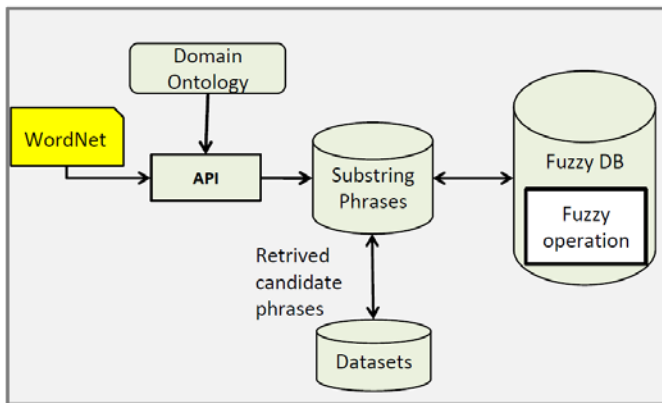 Domain
Ontology
WordNet
API
Substring
Phrases
Fuzzy DB
Fuzzy
operation
Retrived
candidate
phrases
Datasets